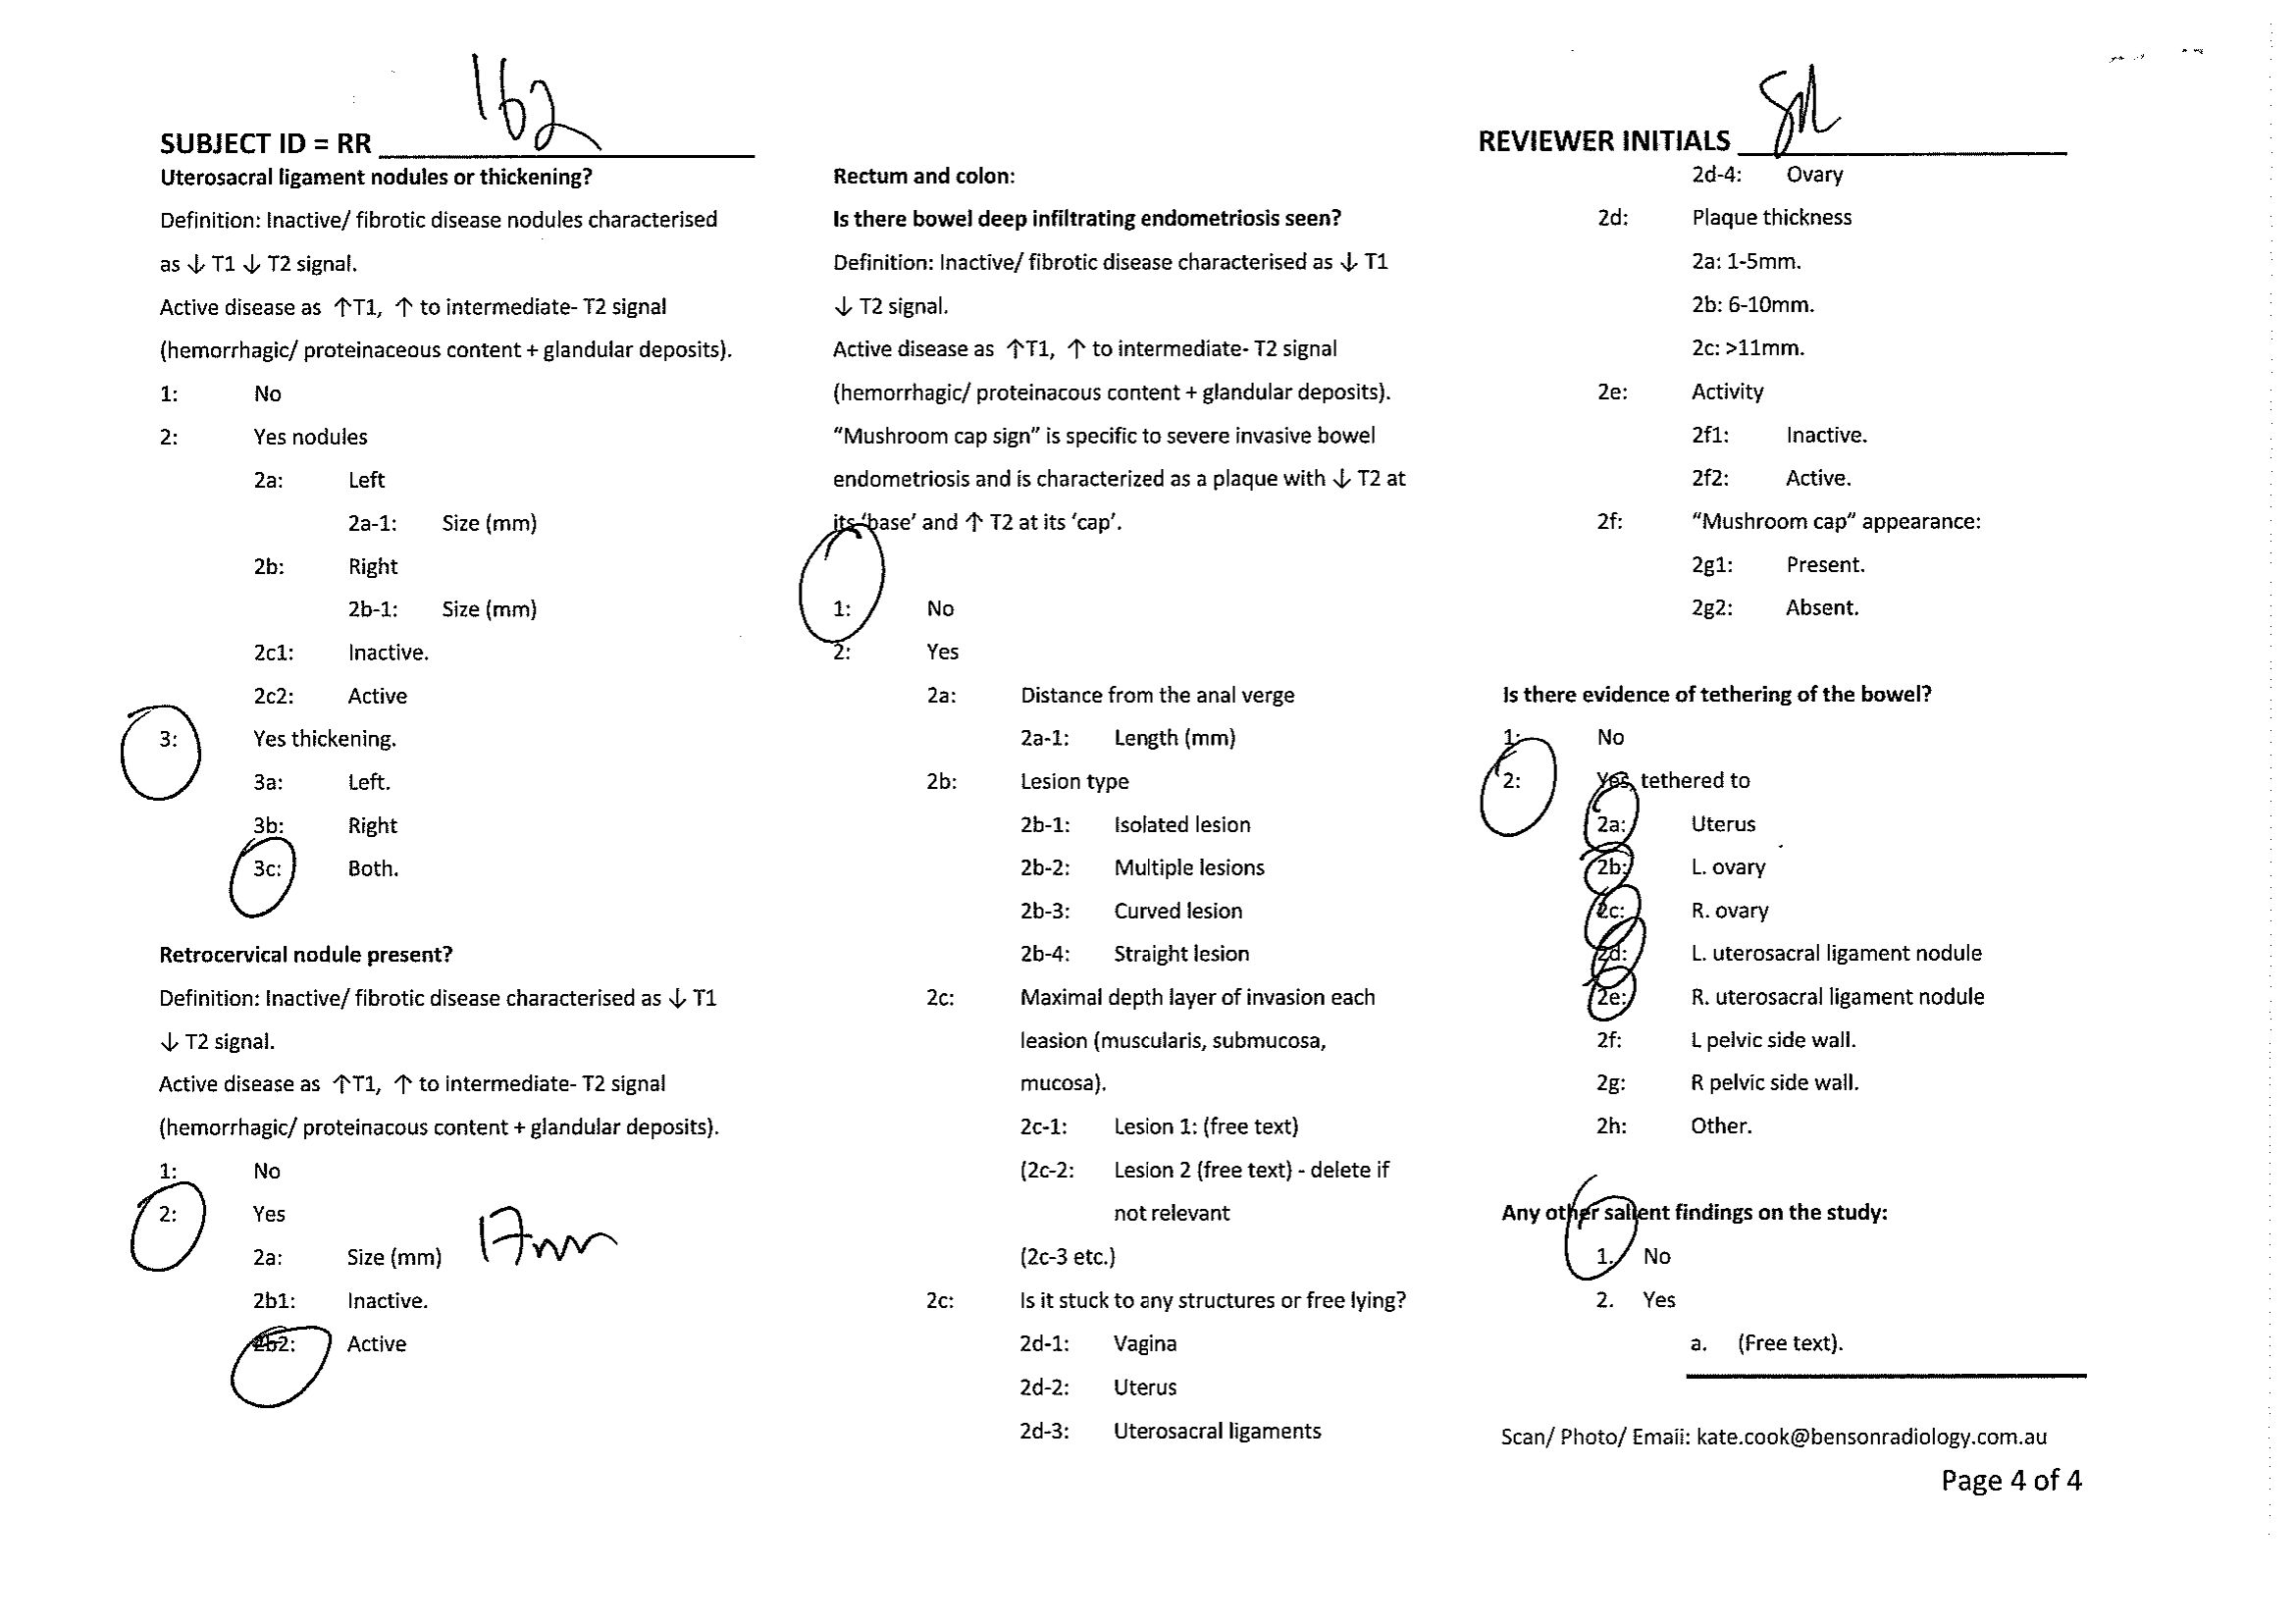 SUBJECT ID = RR 162
Uterosacral ligament nodules or thickening?
Definition: Inactive/ fibrotic disease nodules characterised
as ↓ T1 ↓ T2 signal.
Active disease as ↑T1, ↑ to intermediate- T2 signal
(hemorrhagic/ proteinaceous content + glandular deposits).
1: No
2: Yes nodules
2a: Left
2a-1: Size (mm)
2b: Right
2b-1: Size (mm)
2c1: Inactive.
2c2: Active
3: Yes thickening.
3a: Left.
3b: Right
3c: Both.
Retrocervical nodule present?
Definition: Inactive/ fibrotic disease characterised as ↓ T1
↓ T2 signal.
Active disease as ↑T1, ↑ to intermediate- T2 signal
(hemorrhagic/ proteinacous content + glandular deposits).
1: No
2: Yes
2a: Size (mm) 17mm
2b1: Inactive.
2b2: Active
Rectum and colon:
Is there bowel deep infiltrating endometriosis seen?
Definition: Inactive/ fibrotic disease characterised as ↓ T1
↓ T2 signal.
Active disease as ↑T1, ↑ to intermediate- T2 signal
(hemorrhagic/ proteinacous content + glandular deposits).
“Mushroom cap sign” is specific to severe invasive bowel
endometriosis and is characterized as a plaque with ↓ T2 at
its ‘base’ and ↑ T2 at its ‘cap’.
1: No
2: Yes
2a: Distance from the anal verge
2a-1: Length (mm)
2b: Lesion type
2b-1: Isolated lesion
2b-2: Multiple lesions
2b-3: Curved lesion
2b-4: Straight lesion
2c: Maximal depth layer of invasion each
leasion (muscularis, submucosa,
mucosa).
2c-1: Lesion 1: (free text)
(2c-2: Lesion 2 (free text) - delete if
not relevant
(2c-3 etc.)
2c: Is it stuck to any structures or free lying?
2d-1: Vagina
2d-2: Uterus
2d-3: Uterosacral ligaments
REVIEWER INITIALS
2d-4: Ovary
2d: Plaque thickness
2a: 1-5mm.
2b: 6-10mm.
2c: >11mm.
2e: Activity
2f1: Inactive.
2f2: Active.
2f: “Mushroom cap” appearance:
2g1: Present.
2g2: Absent.
Is there evidence of tethering of the bowel?
1: No
2: Yes, tethered to
2a: Uterus
2b: L. ovary
2c: R. ovary
2d: L. uterosacral ligament nodule
2e: R. uterosacral ligament nodule
2f: L pelvic side wall.
2g: R pelvic side wall.
2h: Other.
Any other salient findings on the study:
1. No
2. Yes
a. (Free text).
Scan/ Photo/ Email: kate.cook@bensonradiology.com.au
Page 4 of 4